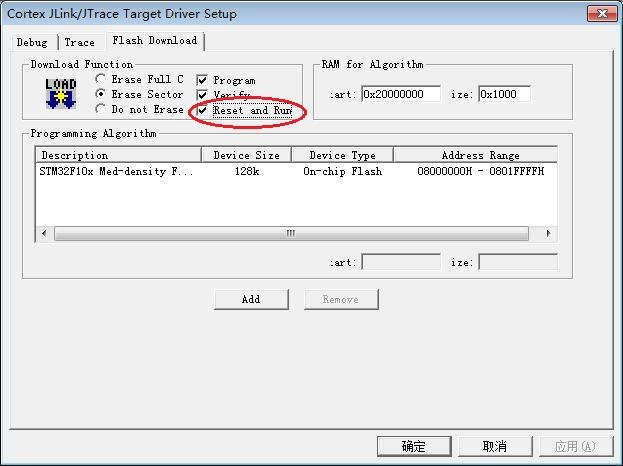 Cortex JLink/JTrace Target Driver Setup
Debug Trace Flash Download
Download Function
LOAD
Erase Full C
Program
Erase Sector
Verify
Do not Erase
Reset and Run
RAM for Algorithm
:art: 0x20000000 ize: 0x1000
Programming Algorithm
Description Device Size Device Type Address Range
STM32F10x Med-density F... 128k On-chip Flash 08000000H - 0801FFFFH
:art: ize:
Add Remove
确定 取消 应用(A)